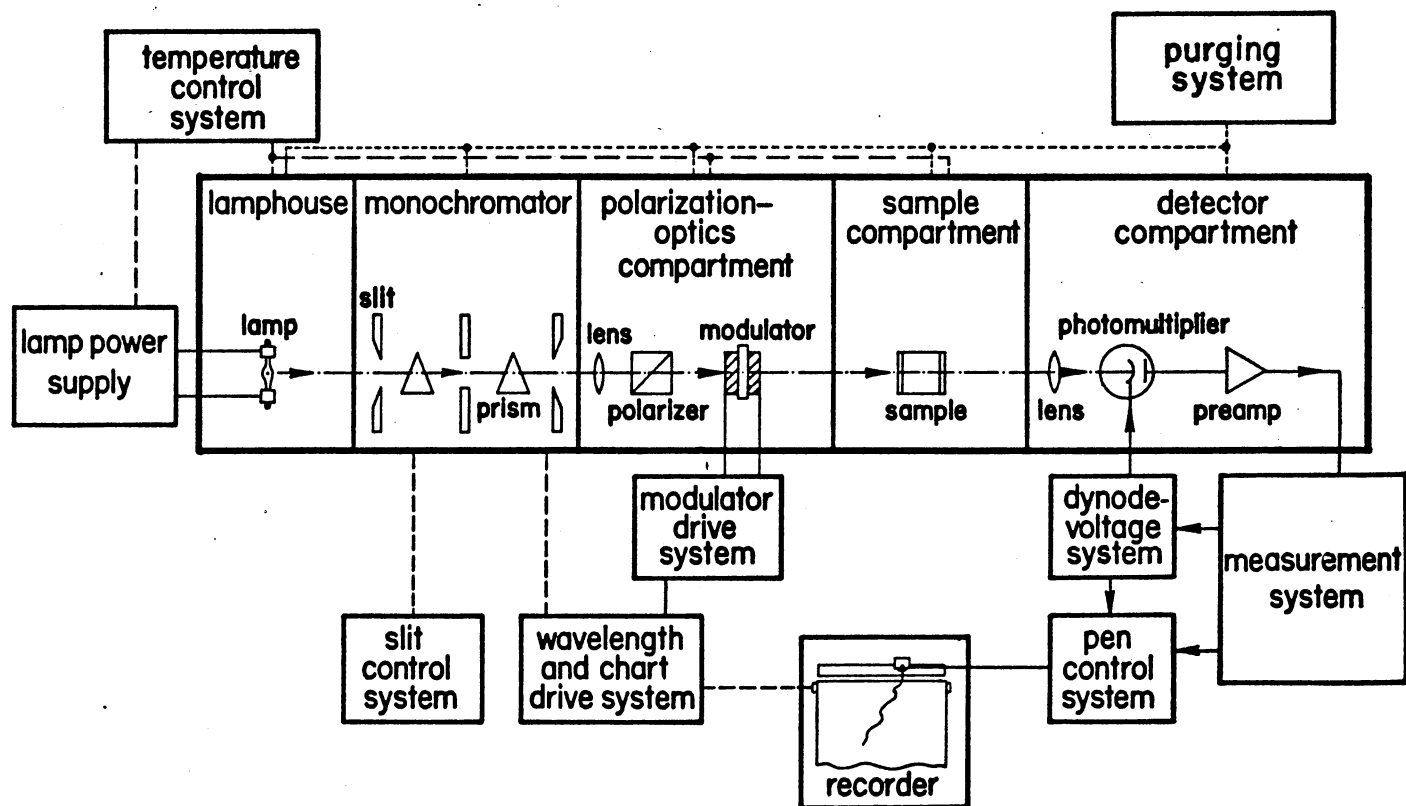 temperature
control
system
purging
system
lamphouse
monochromator
polarization–
optics
compartment
sample
compartment
detector
compartment
slit
lamp
lens
modulator
photomultiplier
lamp power
supply
prism
polarizer
sample
lens
preamp
modulator
drive
system
dynode-
voltage
system
measurement
system
slit
control
system
wavelength
and chart
drive system
pen
control
system
recorder